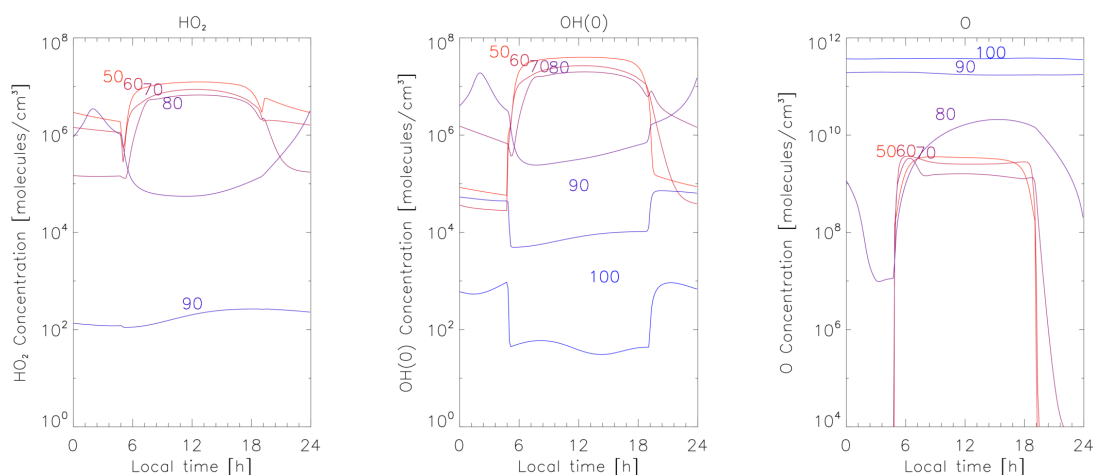 HO₂
10⁸
10⁶
10⁴
10²
10⁰
HO₂ Concentration [molecules/cm³]
50
60
70
80
90
0 6 12 18 24
Local time [h]
OH(0)
10⁸
10⁶
10⁴
10²
10⁰
OH(0) Concentration [molecules/cm³]
50
60
70
80
90
100
0 6 12 18 24
Local time [h]
O
10¹²
10¹⁰
10⁸
10⁶
10⁴
O Concentration [molecules/cm³]
100
90
80
50
60
70
0 6 12 18 24
Local time [h]